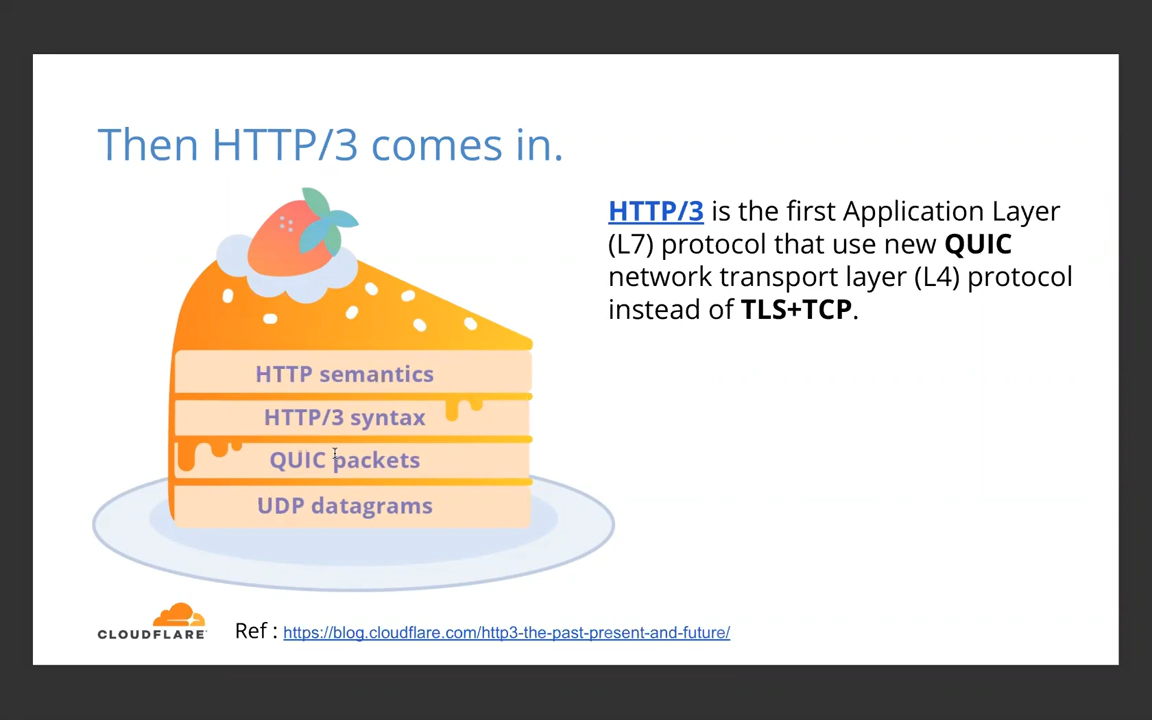 Then HTTP/3 comes in.
HTTP/3 is the first Application Layer
(L7) protocol that use new QUIC
network transport layer (L4) protocol
instead of TLS+TCP.
HTTP semantics
HTTP/3 syntax
QUIC packets
UDP datagrams
CLOUDFLARE
Ref : https://blog.cloudflare.com/http3-the-past-present-and-future/